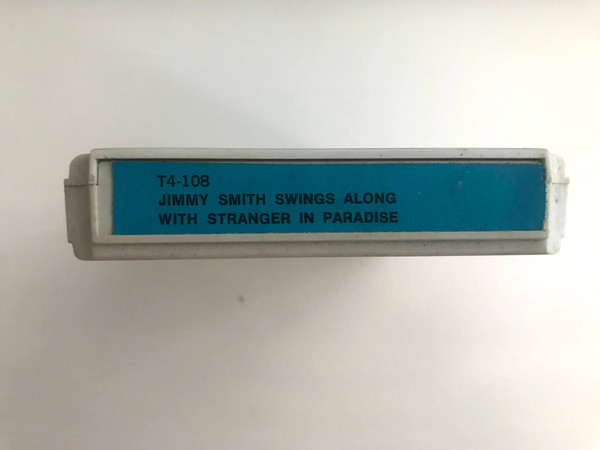 T4-108
JIMMY SMITH SWINGS ALONG
WITH STRANGER IN PARADISE